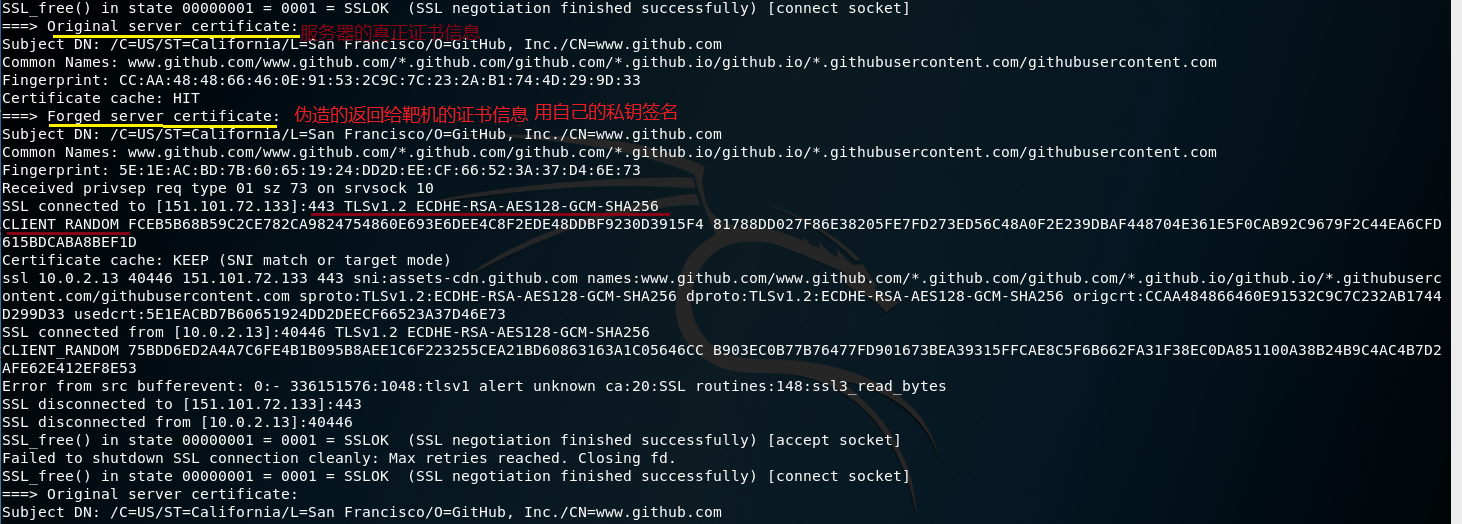 SSL_free() in state 00000001 = 0001 = SSLOK  (SSL negotiation finished successfully) [connect socket]
===> Original server certificate: 服务器的真正证书信息
Subject DN: /C=US/ST=California/L=San Francisco/O=GitHub, Inc./CN=www.github.com
Common Names: www.github.com/www.github.com/*.github.com/github.com/*.github.io/github.io/*.githubusercontent.com/githubusercontent.com
Fingerprint: CC:AA:48:48:66:46:0E:91:53:2C:9C:7C:23:2A:B1:74:4D:29:9D:33
Certificate cache: HIT
===> Forged server certificate: 伪造的返回给靶机的证书信息 用自己的私钥签名
Subject DN: /C=US/ST=California/L=San Francisco/O=GitHub, Inc./CN=www.github.com
Common Names: www.github.com/www.github.com/*.github.com/github.com/*.github.io/github.io/*.githubusercontent.com/githubusercontent.com
Fingerprint: 5E:1E:AC:BD:7B:60:65:19:24:DD:2D:EE:CF:66:52:3A:37:D4:6E:73
Received privsep req type 01 sz 73 on srvsock 10
SSL connected to [151.101.72.133]:443 TLSv1.2 ECDHE-RSA-AES128-GCM-SHA256
CLIENT_RANDOM FCEB5B68B59C2CE782CA9824754860E693E6DEE4C8F2EDE48DDBF9230D3915F4 81788DD027F86E38205FE7FD273ED56C48A0F2E239DBAF448704E361E5F0CAB92C9679F2C44EA6CFD
615BDCABA8BEF1D
Certificate cache: KEEP (SNI match or target mode)
ssl 10.0.2.13 40446 151.101.72.133 443 sni:assets-cdn.github.com names:www.github.com/www.github.com/*.github.com/github.com/*.github.io/github.io/*.githubuserc
ontent.com/githubusercontent.com sproto:TLSv1.2:ECDHE-RSA-AES128-GCM-SHA256 dproto:TLSv1.2:ECDHE-RSA-AES128-GCM-SHA256 origcrt:CCAA484866460E91532C9C7C232AB1744
D299D33 usedcrt:5E1EACBD7B60651924DD2DEECF66523A37D46E73
SSL connected from [10.0.2.13]:40446 TLSv1.2 ECDHE-RSA-AES128-GCM-SHA256
CLIENT_RANDOM 75BDD6ED2A4A7C6FE4B1B095B8AEE1C6F223255CEA21BD60863163A1C05646CC B903EC0B77B76477FD901673BEA39315FFCAE8C5F6B662FA31F38EC0DA851100A38B24B9C4AC4B7D2
AFE62E412EF8E53
Error from src bufferevent: 0:- 336151576:1048:tlsv1 alert unknown ca:20:SSL routines:148:ssl3_read_bytes
SSL disconnected to [151.101.72.133]:443
SSL disconnected from [10.0.2.13]:40446
SSL_free() in state 00000001 = 0001 = SSLOK  (SSL negotiation finished successfully) [accept socket]
Failed to shutdown SSL connection cleanly: Max retries reached. Closing fd.
SSL_free() in state 00000001 = 0001 = SSLOK  (SSL negotiation finished successfully) [connect socket]
===> Original server certificate:
Subject DN: /C=US/ST=California/L=San Francisco/O=GitHub, Inc./CN=www.github.com